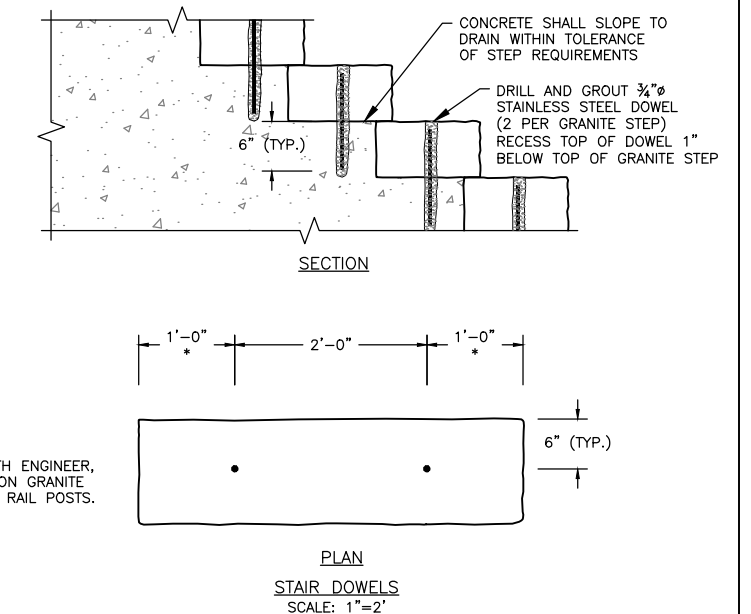 CONCRETE SHALL SLOPE TO
DRAIN WITHIN TOLERANCE
OF STEP REQUIREMENTS
DRILL AND GROUT ¾"ø
STAINLESS STEEL DOWEL
(2 PER GRANITE STEP)
RECESS TOP OF DOWEL 1"
BELOW TOP OF GRANITE STEP
6" (TYP.)
SECTION
1'-0"
*
2'-0"
1'-0"
*
6" (TYP.)
TH ENGINEER,
ON GRANITE
RAIL POSTS.
PLAN
STAIR DOWELS
SCALE: 1"=2'